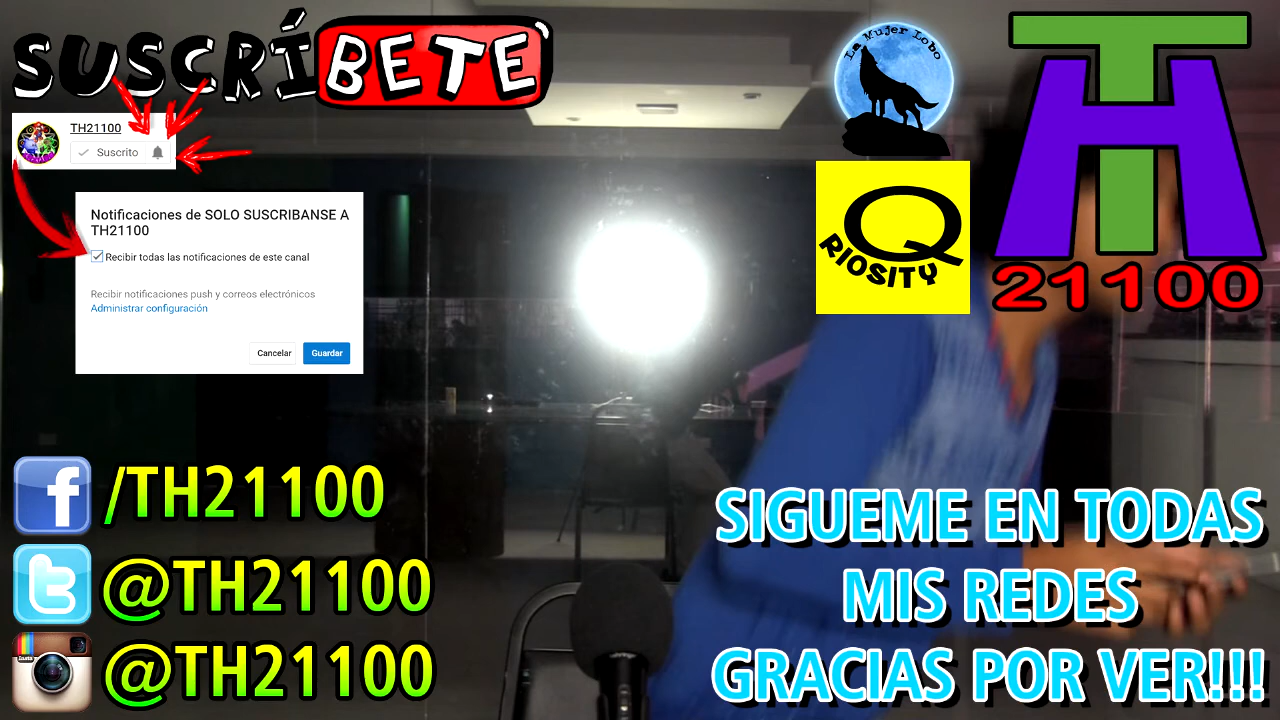 SUSCRÍBETE
TH21100
Suscrito
Notificaciones de SOLO SUSCRIBANSE A
TH21100
Recibir todas las notificaciones de este canal
Recibir notificaciones push y correos electrónicos
Administrar configuración
Cancelar
Guardar
La Mujer Lobo
QRIOSITY
TH
21100
/TH21100
@TH21100
Insta
@TH21100
SIGUEME EN TODAS
MIS REDES
GRACIAS POR VER!!!